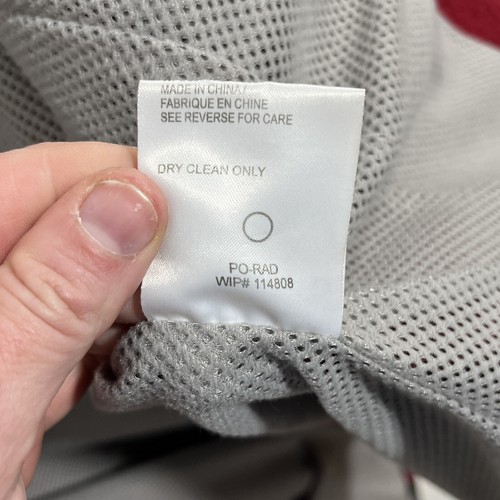 MADE IN CHINA/
FABRIQUE EN CHINE
SEE REVERSE FOR CARE
DRY CLEAN ONLY
PO-RAD
WIP# 114808